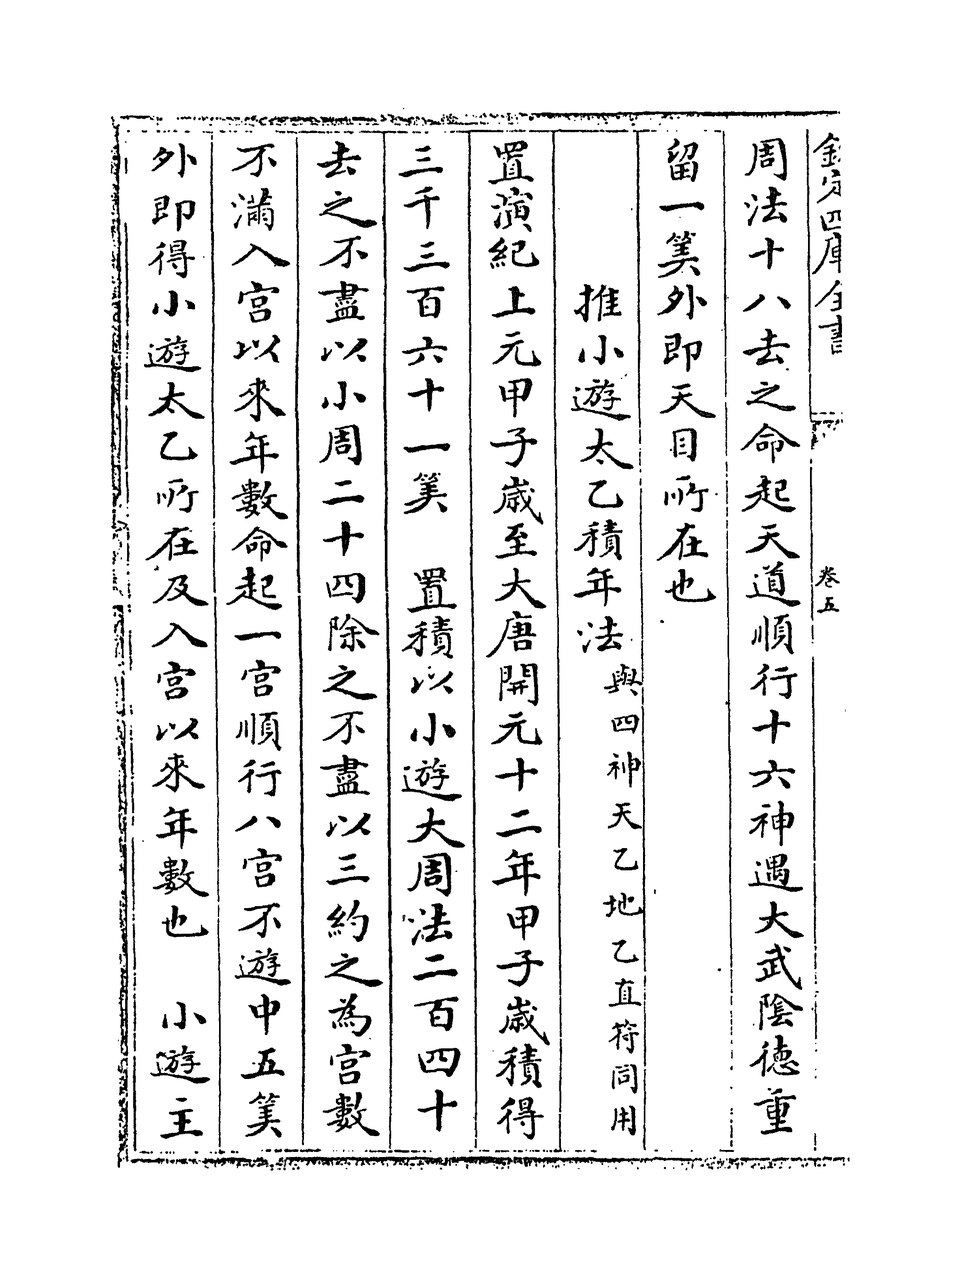 欽定四庫全書
卷五
周法十八去之命起天道順行十六神遇大武陰德重
留一筭外即天目所在也
推小遊太乙積年法與四神天乙地乙直符同用
置演紀上元甲子歲至大唐開元十二年甲子歲積得
三千三百六十一筭　置積以小遊大周法二百四十
去之不盡以小周二十四除之不盡以三約之為宮數
不滿入宮以來年數命起一宮順行八宮不遊中五筭
外即得小遊太乙所在及入宮以來年數也　小遊主